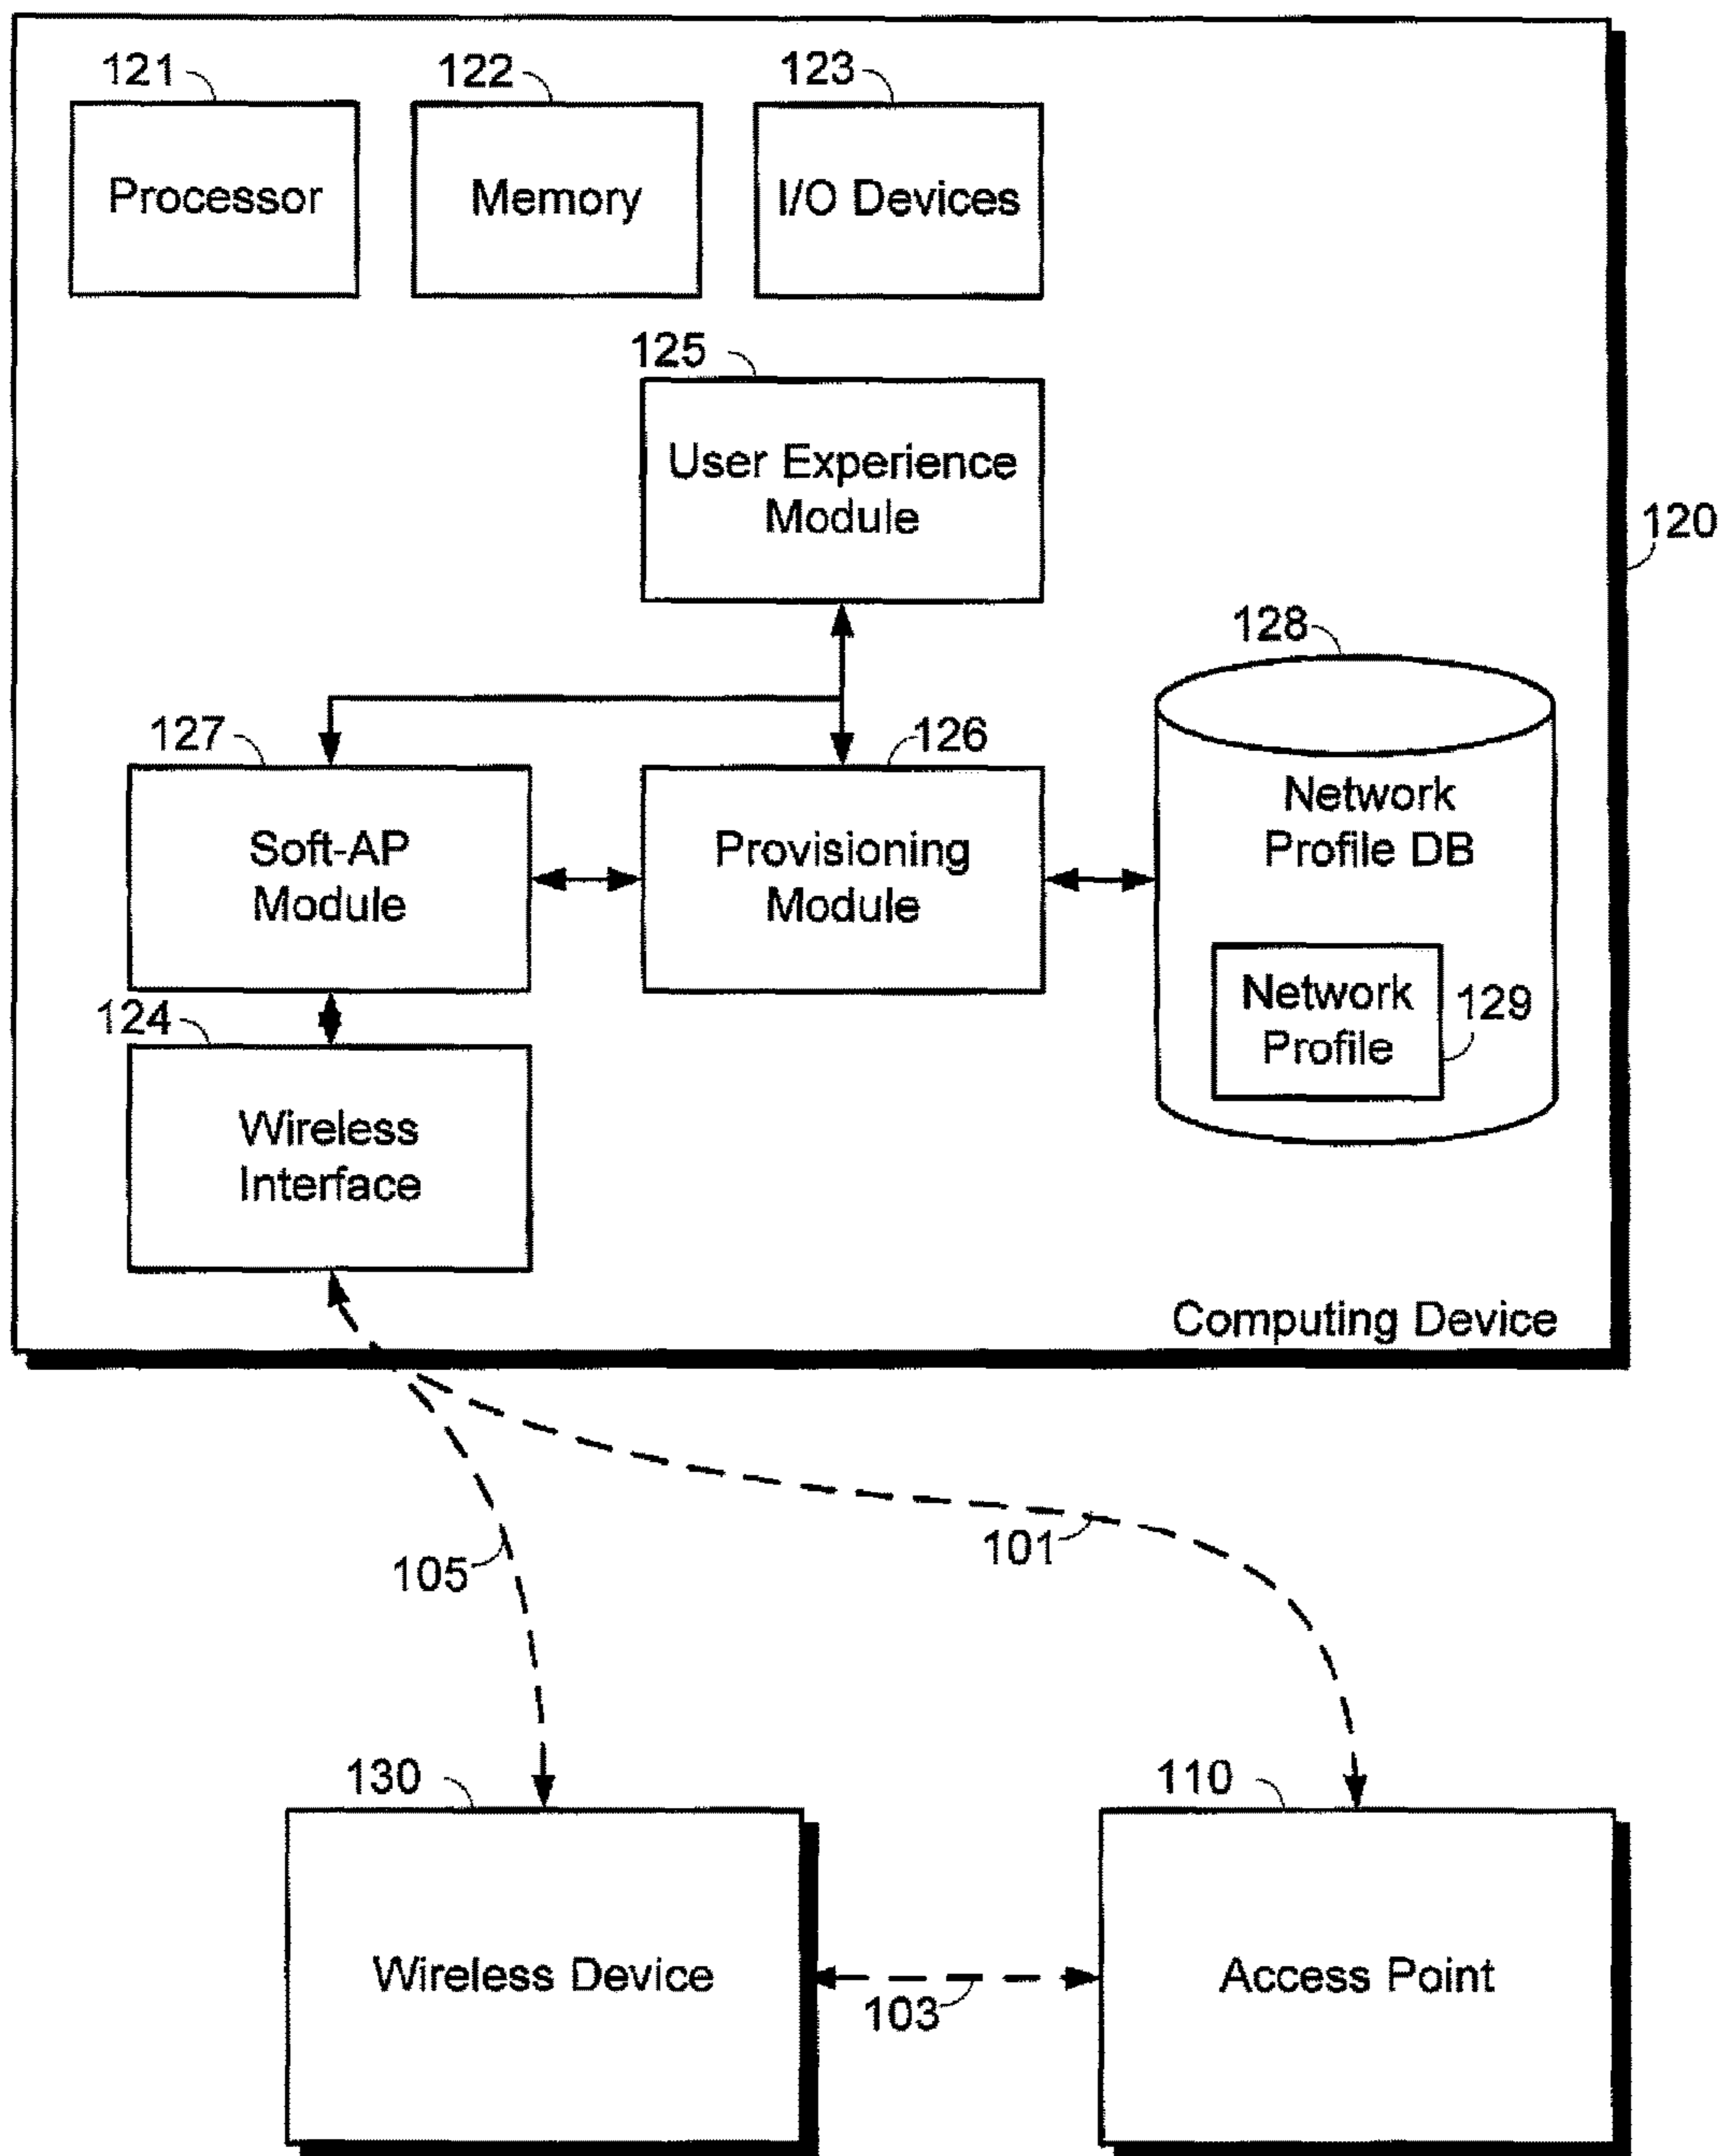 121
122
123
Processor
Memory
I/O Devices
125
User Experience
Module
120
128
127
126
Soft-AP
Module
Provisioning
Module
Network
Profile DB
Network
Profile
129
124
Wireless
Interface
Computing Device
105
101
130
110
Wireless Device
Access Point
103